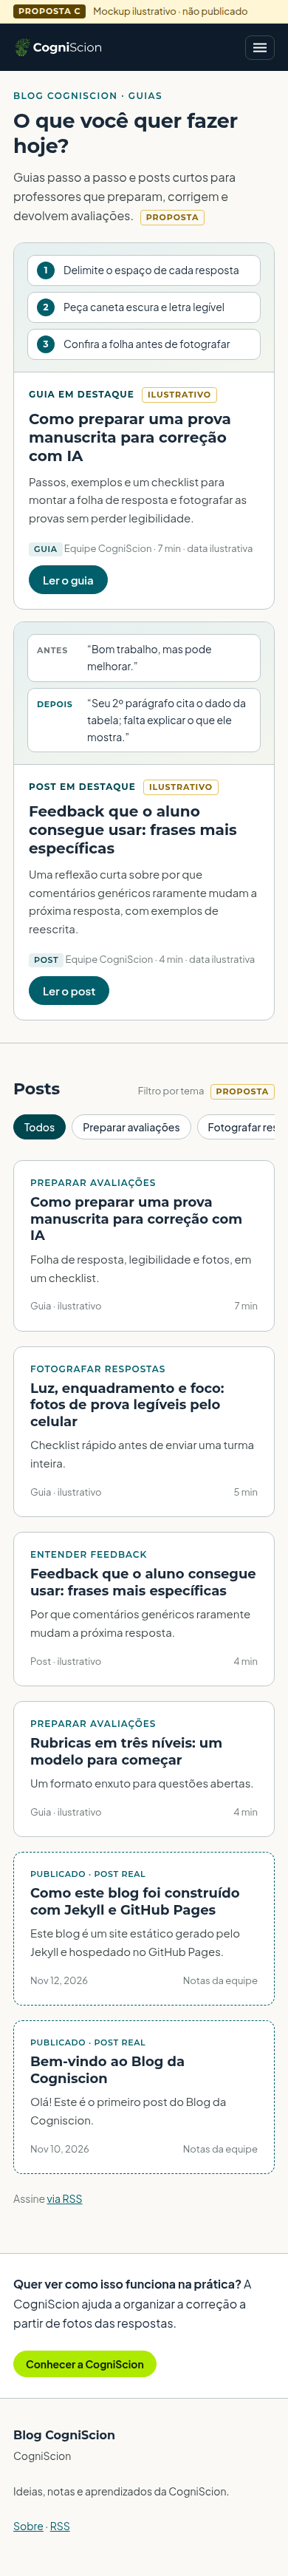 PROPOSTA C Mockup ilustrativo · não publicado
CogniScion
BLOG COGNISCION · GUIAS
O que você quer fazer
hoje?
Guias passo a passo e posts curtos para
professores que preparam, corrigem e
devolvem avaliações. PROPOSTA
1 Delimite o espaço de cada resposta
2 Peça caneta escura e letra legível
3 Confira a folha antes de fotografar
GUIA EM DESTAQUE ILUSTRATIVO
Como preparar uma prova
manuscrita para correção
com IA
Passos, exemplos e um checklist para
montar a folha de resposta e fotografar as
provas sem perder legibilidade.
GUIA Equipe CogniScion · 7 min · data ilustrativa
Ler o guia
ANTES "Bom trabalho, mas pode
melhorar."
DEPOIS "Seu 2º parágrafo cita o dado da
tabela; falta explicar o que ele
mostra."
POST EM DESTAQUE ILUSTRATIVO
Feedback que o aluno
consegue usar: frases mais
específicas
Uma reflexão curta sobre por que
comentários genéricos raramente mudam a
próxima resposta, com exemplos de
reescrita.
POST Equipe CogniScion · 4 min · data ilustrativa
Ler o post
Posts Filtro por tema PROPOSTA
Todos Preparar avaliações Fotografar res
PREPARAR AVALIAÇÕES
Como preparar uma prova
manuscrita para correção com
IA
Folha de resposta, legibilidade e fotos, em
um checklist.
Guia · ilustrativo 7 min
FOTOGRAFAR RESPOSTAS
Luz, enquadramento e foco:
fotos de prova legíveis pelo
celular
Checklist rápido antes de enviar uma turma
inteira.
Guia · ilustrativo 5 min
ENTENDER FEEDBACK
Feedback que o aluno consegue
usar: frases mais específicas
Por que comentários genéricos raramente
mudam a próxima resposta.
Post · ilustrativo 4 min
PREPARAR AVALIAÇÕES
Rubricas em três níveis: um
modelo para começar
Um formato enxuto para questões abertas.
Guia · ilustrativo 4 min
PUBLICADO · POST REAL
Como este blog foi construído
com Jekyll e GitHub Pages
Este blog é um site estático gerado pelo
Jekyll e hospedado no GitHub Pages.
Nov 12, 2026 Notas da equipe
PUBLICADO · POST REAL
Bem-vindo ao Blog da
Cogniscion
Olá! Este é o primeiro post do Blog da
Cogniscion.
Nov 10, 2026 Notas da equipe
Assine via RSS
Quer ver como isso funciona na prática? A
CogniScion ajuda a organizar a correção a
partir de fotos das respostas.
Conhecer a CogniScion
Blog CogniScion
CogniScion
Ideias, notas e aprendizados da CogniScion.
Sobre · RSS